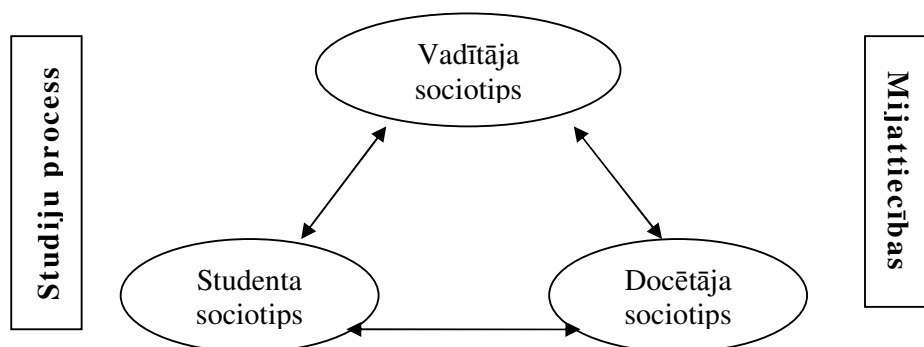 Studiju process
Vadītāja
sociotips
Mijattiecības
Studenta
sociotips
Docētāja
sociotips